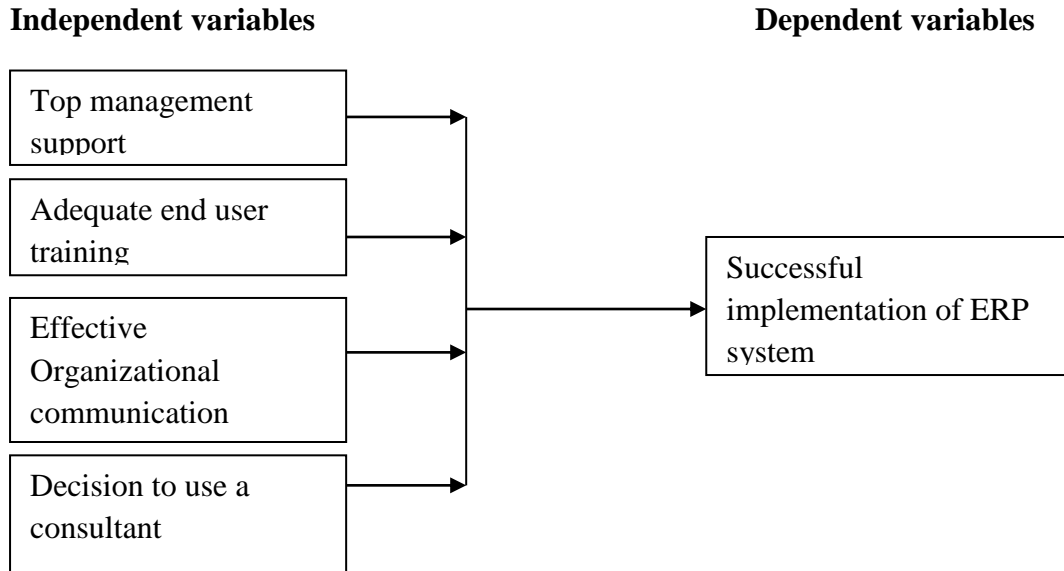 Independent variables
Dependent variables
Top management
support
Adequate end user
training
Effective
Organizational
communication
Decision to use a
consultant
Successful
implementation of ERP
system